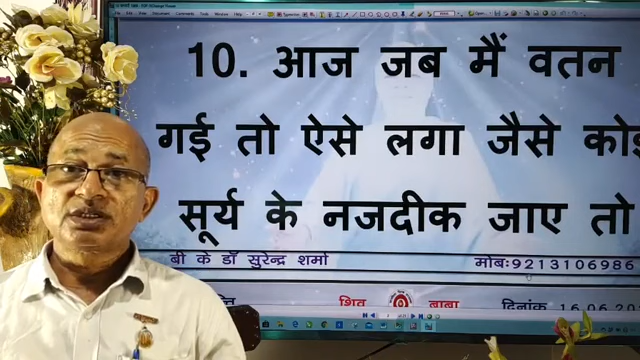 10. आज जब मैं वतन
गई तो ऐसे लगा जैसे
सूर्य के नजदीक जाए तो
बी के डॉ सुरेन्द्र शर्मा मोबः9213106986
शिव बाबा दिनांक 16.06.20